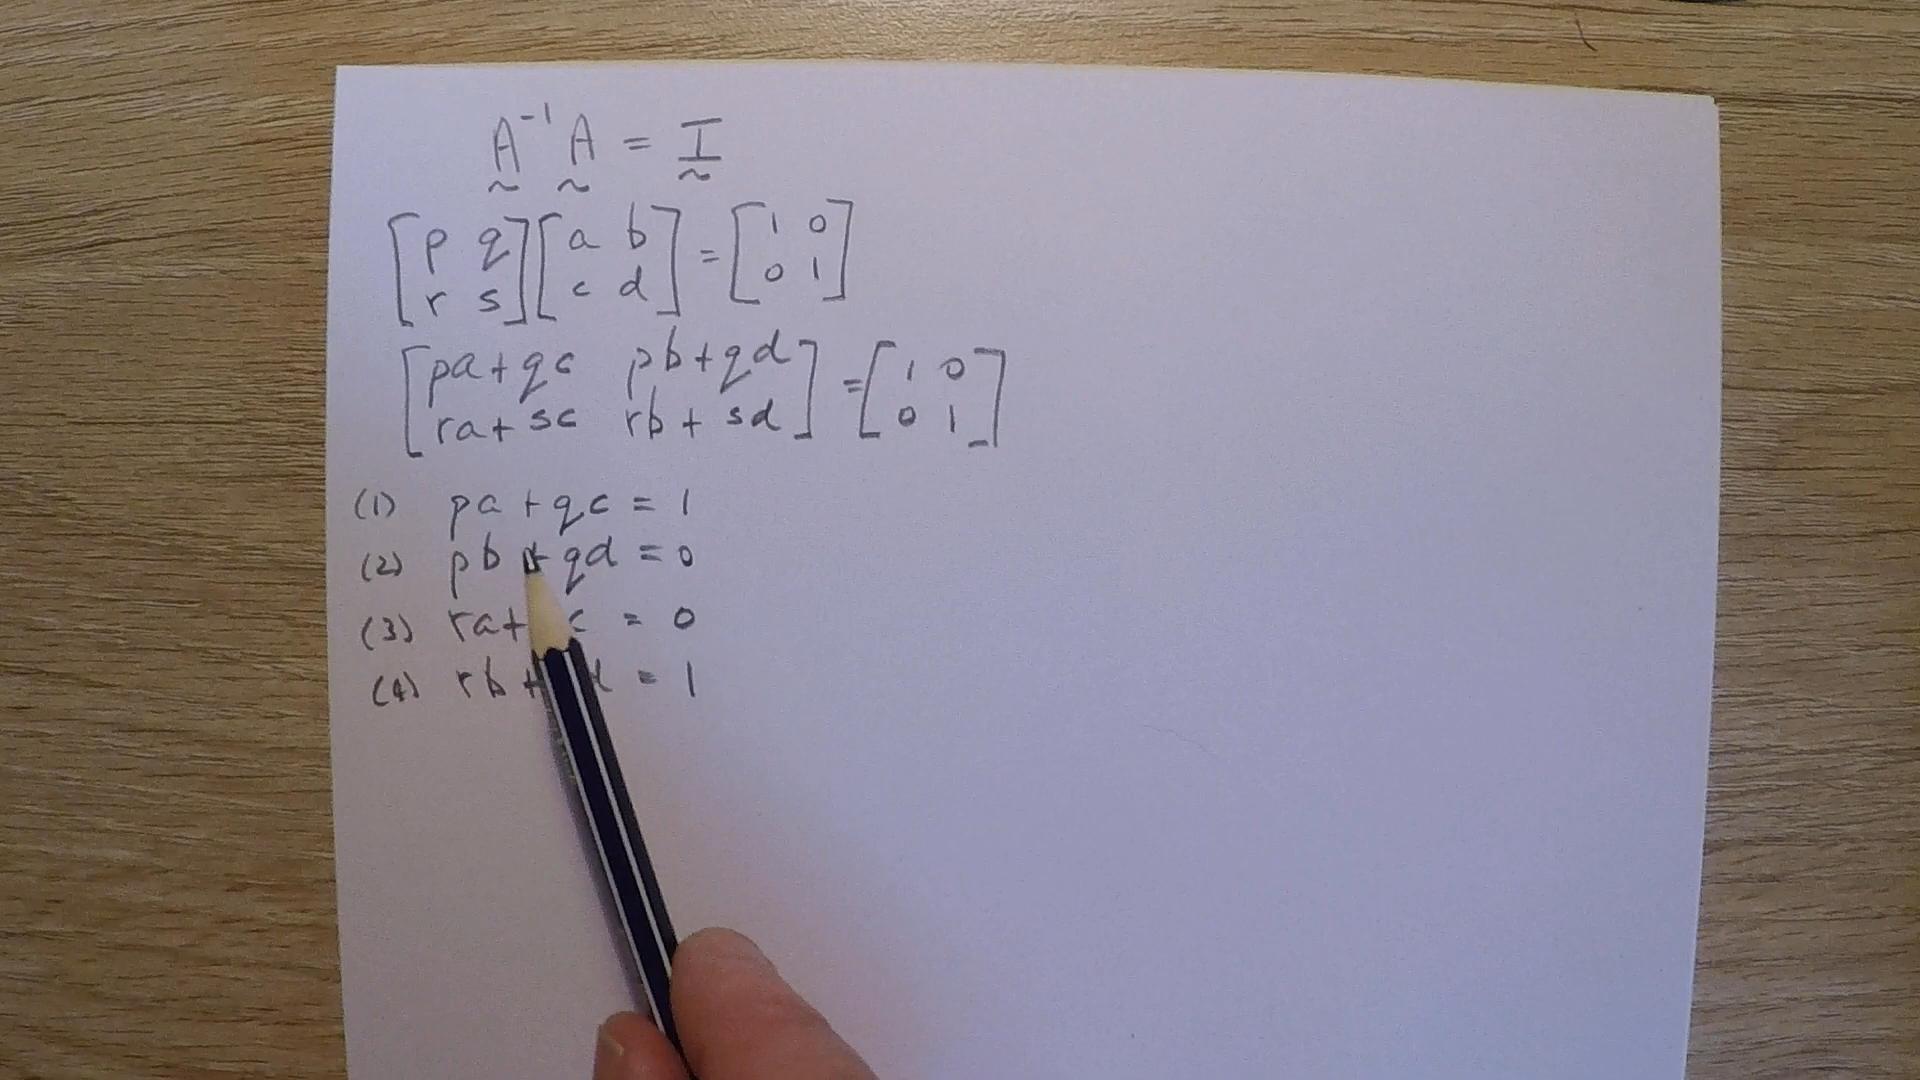 A⁻¹ A = I
[p q] [a b] = [1 0]
[r s] [c d] [0 1]
[pa+qc pb+qd] = [1 0]
[ra+sc rb+sd] [0 1]
(1) pa+qc = 1
(2) pb+qd = 0
(3) ra+ c = 0
(4) rb+ = 1